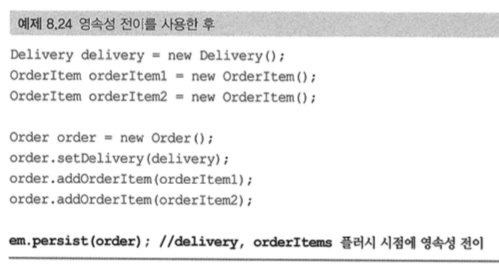 예제 8.24 영속성 전이를 사용한 후
Delivery delivery = new Delivery();
OrderItem orderItem1 = new OrderItem();
OrderItem orderItem2 = new OrderItem();
Order order = new Order();
order.setDelivery(delivery);
order.addOrderItem(orderItem1);
order.addOrderItem(orderItem2);
em.persist(order); //delivery, orderItems 플러시 시점에 영속성 전이